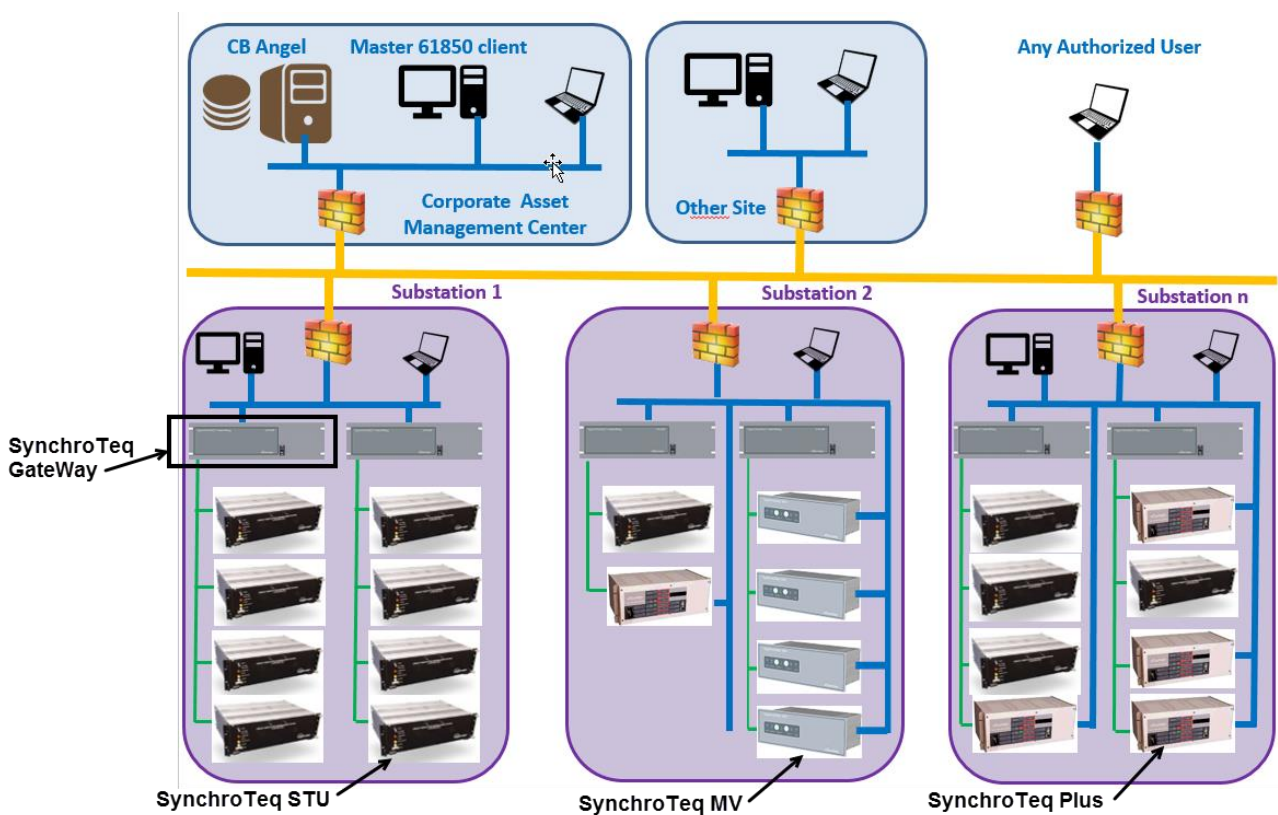 CB Angel
Master 61850 client
Any Authorized User
Corporate Asset
Management Center
Other Site
Substation 1
Substation 2
Substation n
SynchroTeq
GateWay
SynchroTeq STU
SynchroTeq MV
SynchroTeq Plus